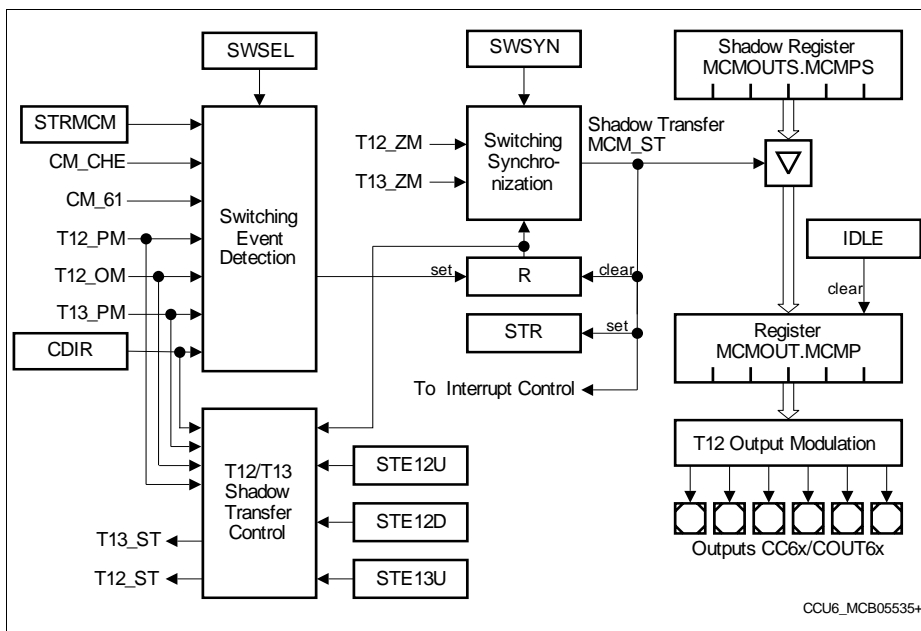 SWSEL
SWSYN
Shadow Register
MCMOUTS.MCMPS
STRMCM
CM_CHE
CM_61
T12_PM
T12_OM
T13_PM
CDIR
Switching
Event
Detection
T12_ZM
T13_ZM
Switching
Synchro-
nization
Shadow Transfer
MCM_ST
IDLE
clear
set
R
clear
STR
set
To Interrupt Control
Register
MCMOUT.MCMP
T12 Output Modulation
T12/T13
Shadow
Transfer
Control
STE12U
STE12D
STE13U
T13_ST
T12_ST
Outputs CC6x/COUT6x
CCU6_MCB05535+